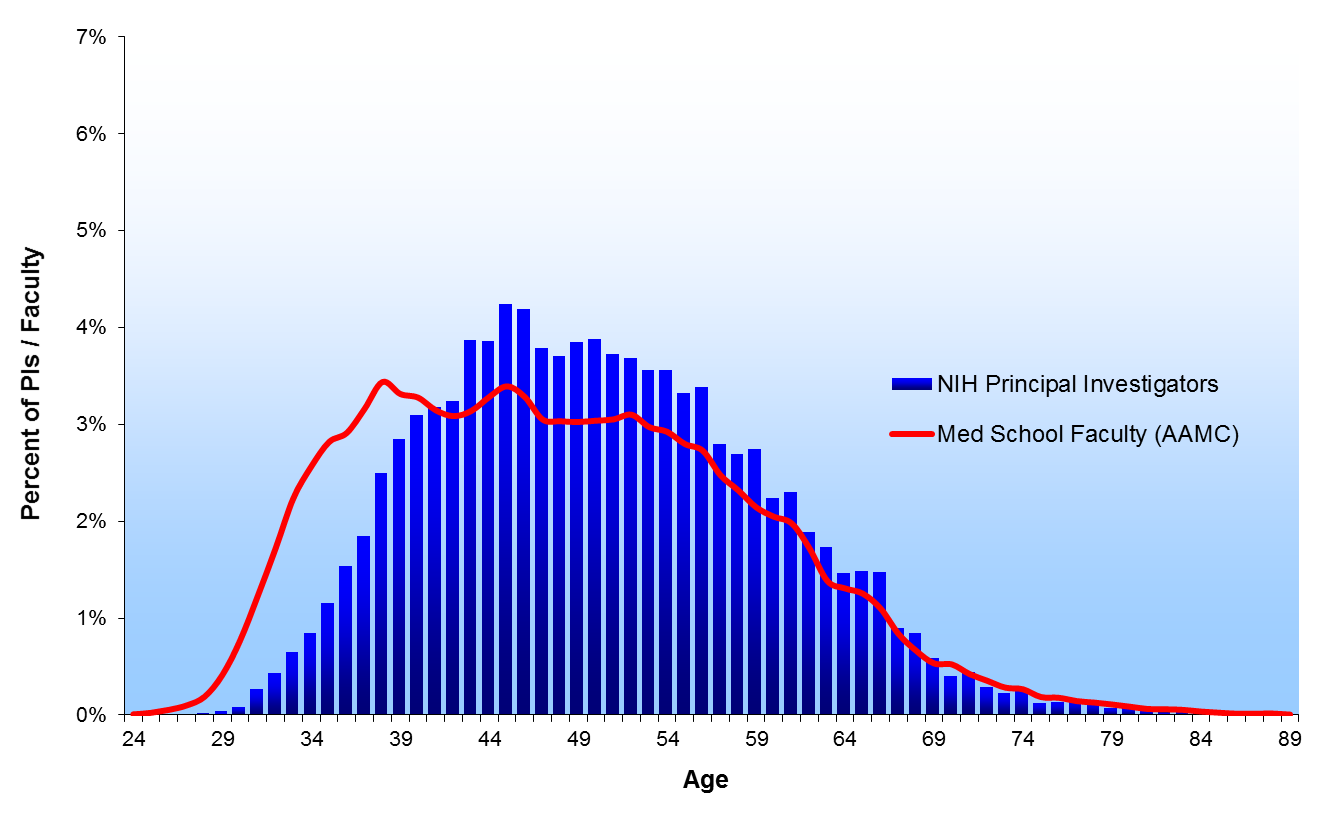 7%
6%
5%
4%
3%
2%
1%
0%
Percent of PIs / Faculty
NIH Principal Investigators
Med School Faculty (AAMC)
24 29 34 39 44 49 54 59 64 69 74 79 84 89
Age